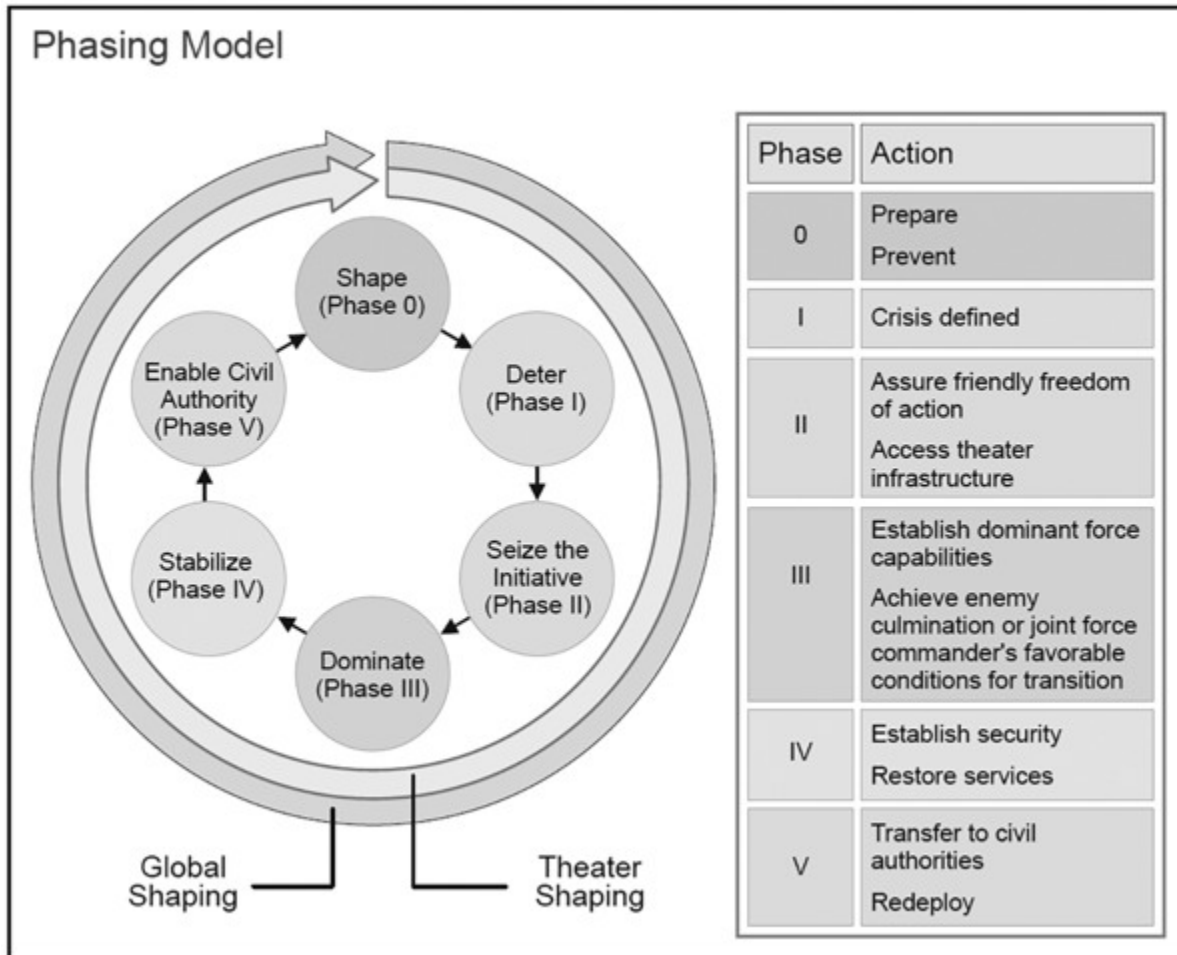 Phasing Model
Shape
(Phase 0)
Deter
(Phase I)
Seize the
Initiative
(Phase II)
Dominate
(Phase III)
Stabilize
(Phase IV)
Enable Civil
Authority
(Phase V)
Global
Shaping
Theater
Shaping
Phase Action
0
Prepare
Prevent
I
Crisis defined
II
Assure friendly freedom
of action
Access theater
infrastructure
III
Establish dominant force
capabilities
Achieve enemy
culmination or joint force
commander's favorable
conditions for transition
IV
Establish security
Restore services
V
Transfer to civil
authorities
Redeploy